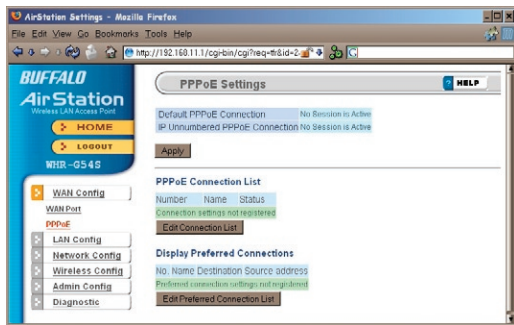 AirStation Settings - Mozilla Firefox
File Edit View Go Bookmarks Tools Help
http://192.168.11.1/cgi-bin/cgi?req=tfr&id=2
BUFFALO
AirStation
Wireless LAN Access Point
HOME
LOGOUT
WHR-G54S
WAN Config
WAN Port
PPPoE
LAN Config
Network Config
Wireless Config
Admin Config
Diagnostic
PPPoE Settings
HELP
Default PPPoE Connection No Session is Active
IP Unnumbered PPPoE Connection No Session is Active
Apply
PPPoE Connection List
Number Name Status
Connection settings not registered
Edit Connection List
Display Preferred Connections
No. Name Destination Source address
Preferred connection settings not registered
Edit Preferred Connection List